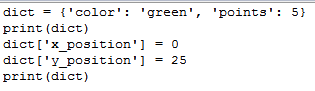 dict = {'color': 'green', 'points': 5}
print(dict)
dict['x_position'] = 0
dict['y_position'] = 25
print(dict)